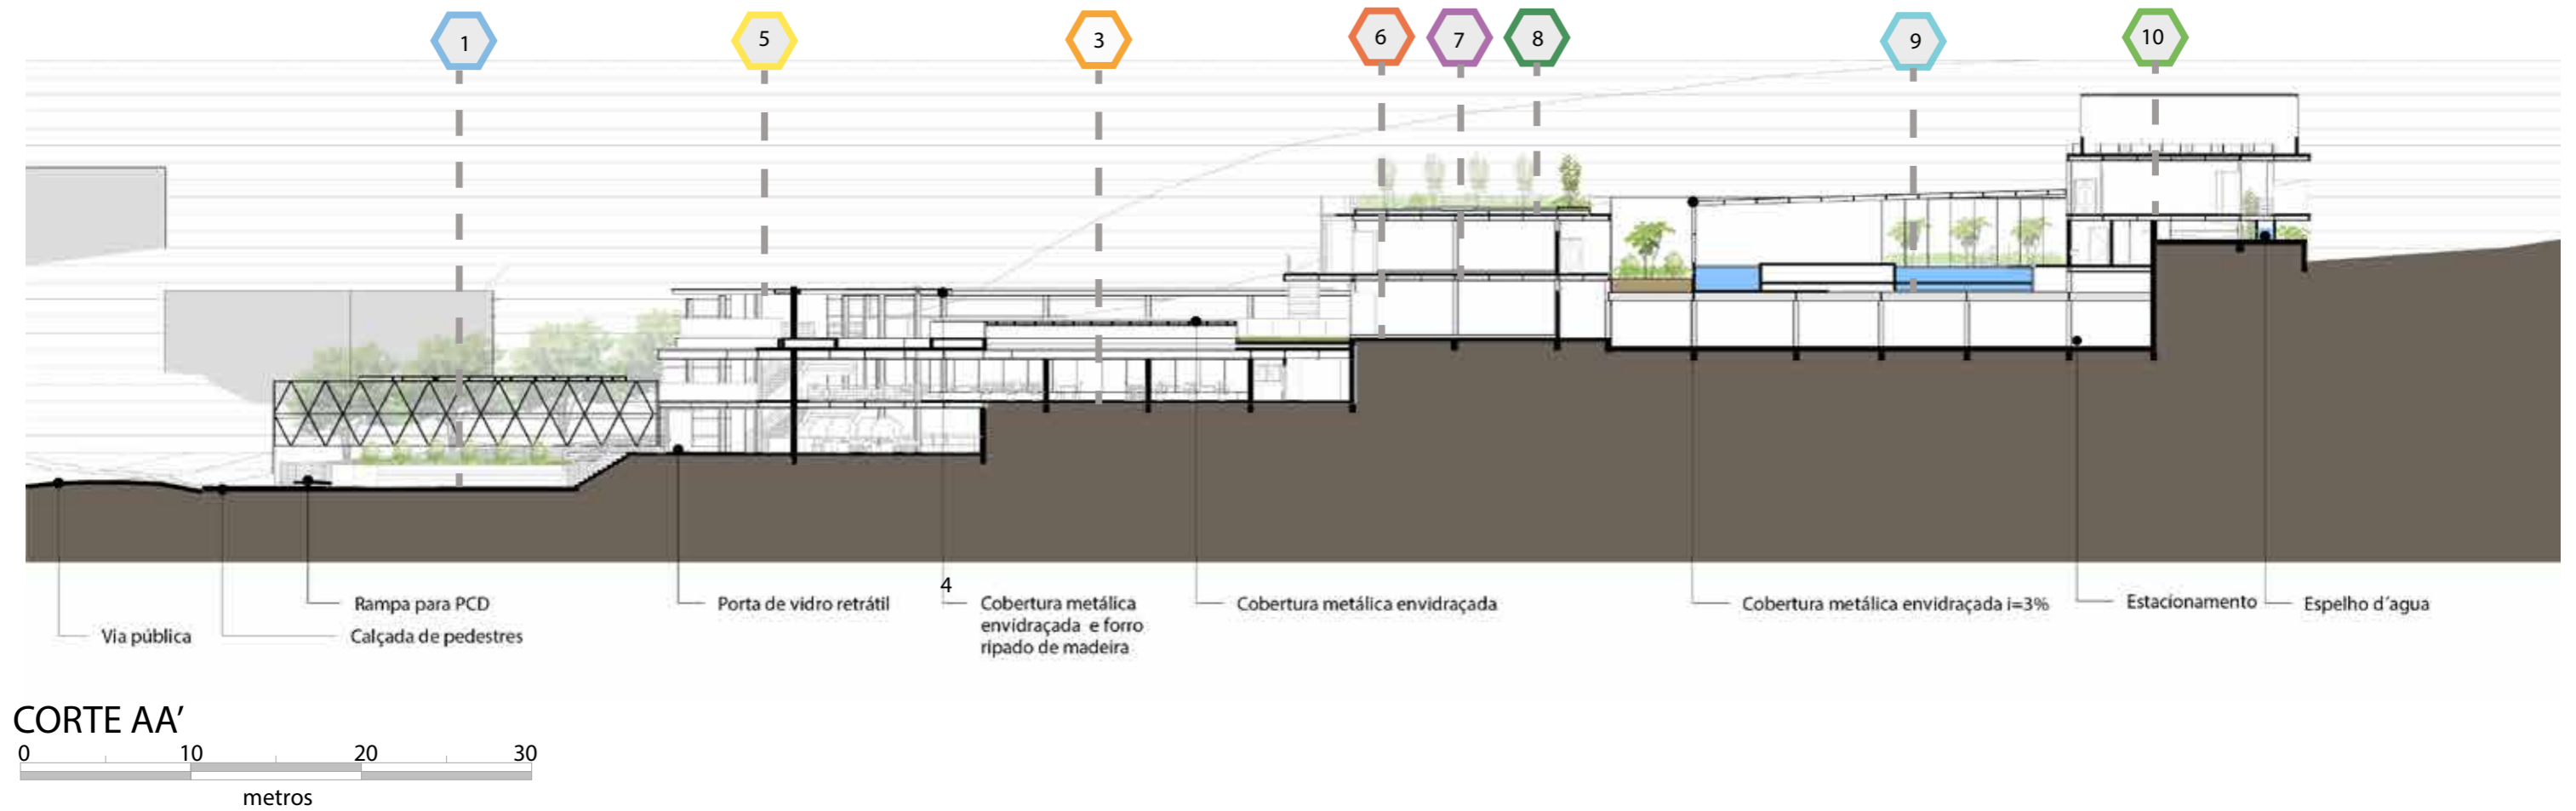 1
5
3
6
7
8
9
10
4
Rampa para PCD
Porta de vidro retrátil
Cobertura metálica
envidraçada e forro
ripado de madeira
Cobertura metálica envidraçada
Cobertura metálica envidraçada i=3%
Estacionamento
Espelho d´agua
Via pública
Calçada de pedestres
CORTE AA’
0 10 20 30
metros